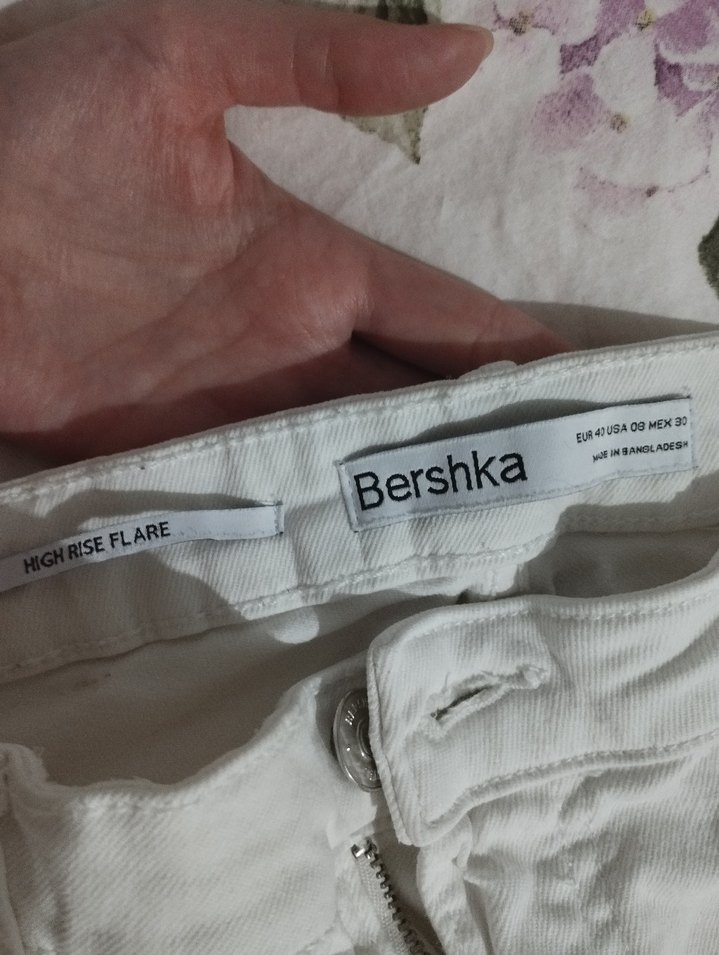 Bershka
EUR 40 USA 08 MEX 30
MADE IN BANGLADESH
HIGH RISE FLARE